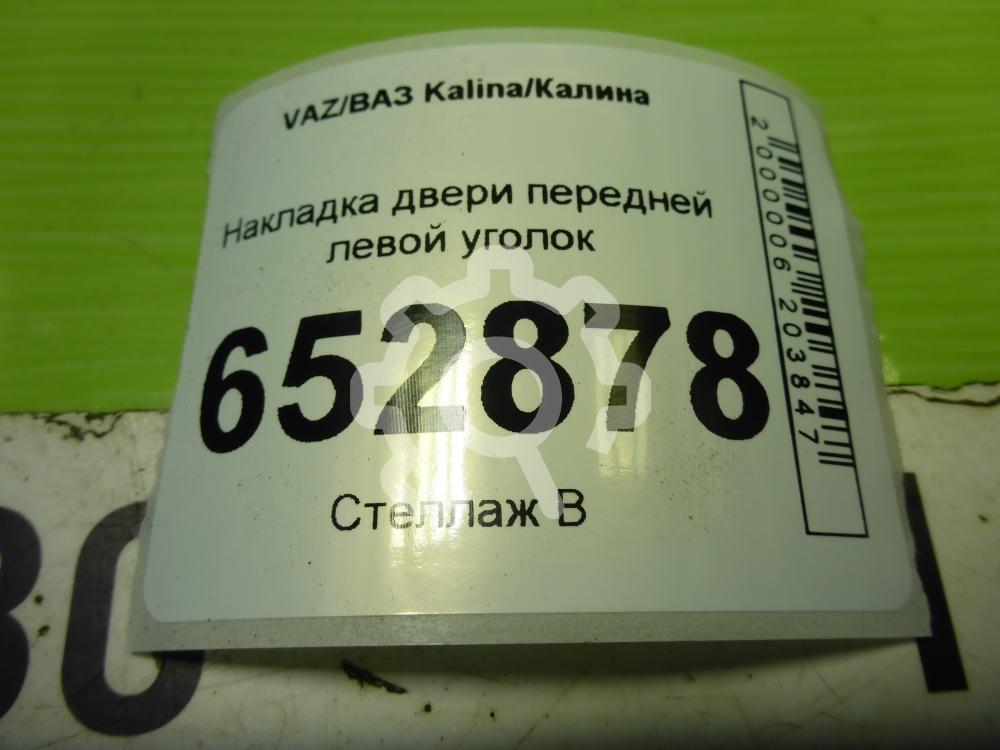 VAZ/ВАЗ Kalina/Калина
Накладка двери передней
левой уголок
652878
Стеллаж В
2000006203847